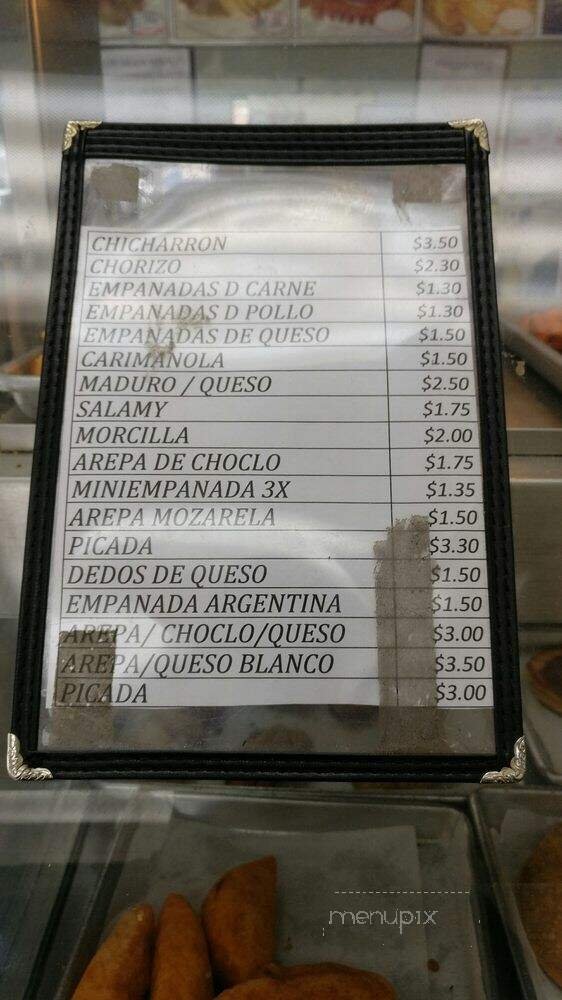 CHICHARRON $3.50
CHORIZO $2.30
EMPANADAS D CARNE $1.30
EMPANADAS D POLLO $1.30
EMPANADAS DE QUESO $1.50
CARIMAÑOLA $1.50
MADURO / QUESO $2.50
SALAMY $1.75
MORCILLA $2.00
AREPA DE CHOCLO $1.75
MINIEMPANADA 3X $1.35
AREPA MOZARELA $1.50
PICADA $3.30
DEDOS DE QUESO $1.50
EMPANADA ARGENTINA $1.50
AREPA/ CHOCLO/QUESO $3.00
AREPA/QUESO BLANCO $3.50
PICADA $3.00
menupix